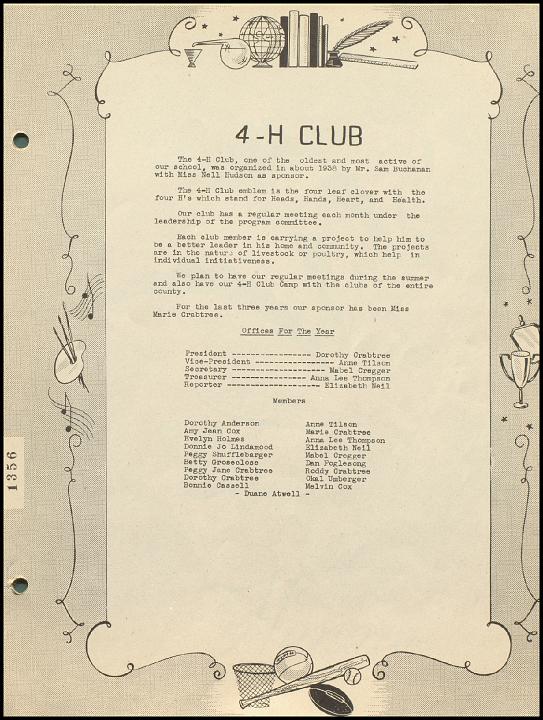 4-H CLUB
The 4-H Club, one of the oldest and most active of
our school, was organized in about 1938 by Mr. Sam Buchanan
with Miss Nell Hudson as sponsor.
The 4-H Club emblem is the four leaf clover with the
four H's which stand for Heads, Hands, Heart, and Health.
Our club has a regular meeting each month under the
leadership of the program committee.
Each club member is carrying a project to help him to
be a better leader in his home and community. The projects
are in the nature of livestock or poultry, which help in
individual initiativeness.
We plan to have our regular meetings during the summer
and also have our 4-H Club Camp with the clubs of the entire
county.
For the last three years our sponsor has been Miss
Marie Crabtree.
Offices For The Year
President ------------------ Dorothy Crabtree
Vice-President ------------------ Anne Tilson
Secretary --------------------- Mabel Cregger
Treasurer ------------------ Anna Lee Thompson
Reporter --------------------- Elizabeth Neil
Members
Dorothy Anderson Anne Tilson
Amy Jean Cox Marie Crabtree
Evelyn Holmes Anna Lee Thompson
Donnie Jo Lindamood Elizabeth Neil
Peggy Shufflebarger Mabel Cregger
Betty Groseclose Dan Foglesong
Peggy Jane Crabtree Roddy Crabtree
Dorothy Crabtree Okal Umberger
Bonnie Cassell Melvin Cox
- Duane Atwell -
1356